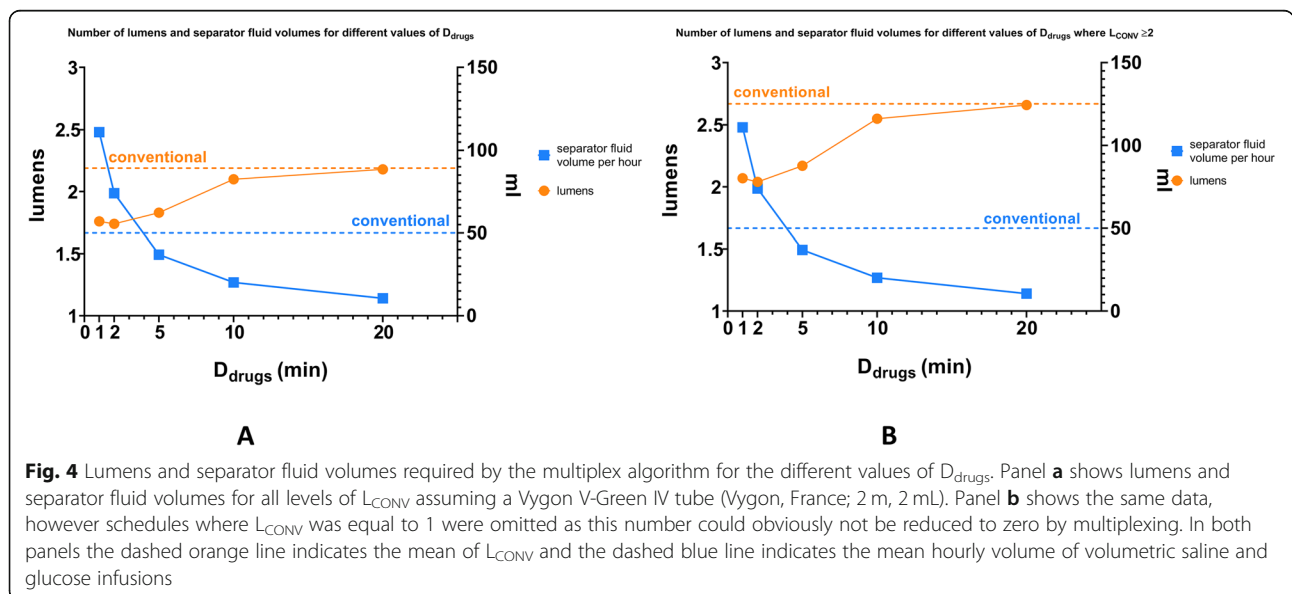 Number of lumens and separator fluid volumes for different values of Ddrugs
3
2.5
2
1.5
1
lumens
150
100
50
0
ml
conventional
conventional
0 1 2 5 10 20
Ddrugs (min)
separator fluid
volume per hour
lumens
A
Number of lumens and separator fluid volumes for different values of Ddrugs where LCONV ≥2
3
2.5
2
1.5
1
lumens
150
100
50
0
ml
conventional
conventional
0 1 2 5 10 20
Ddrugs (min)
separator fluid
volume per hour
lumens
B
Fig. 4 Lumens and separator fluid volumes required by the multiplex algorithm for the different values of Ddrugs. Panel a shows lumens and
separator fluid volumes for all levels of LCONV assuming a Vygon V-Green IV tube (Vygon, France; 2 m, 2 mL). Panel b shows the same data,
however schedules where LCONV was equal to 1 were omitted as this number could obviously not be reduced to zero by multiplexing. In both
panels the dashed orange line indicates the mean of LCONV and the dashed blue line indicates the mean hourly volume of volumetric saline and
glucose infusions